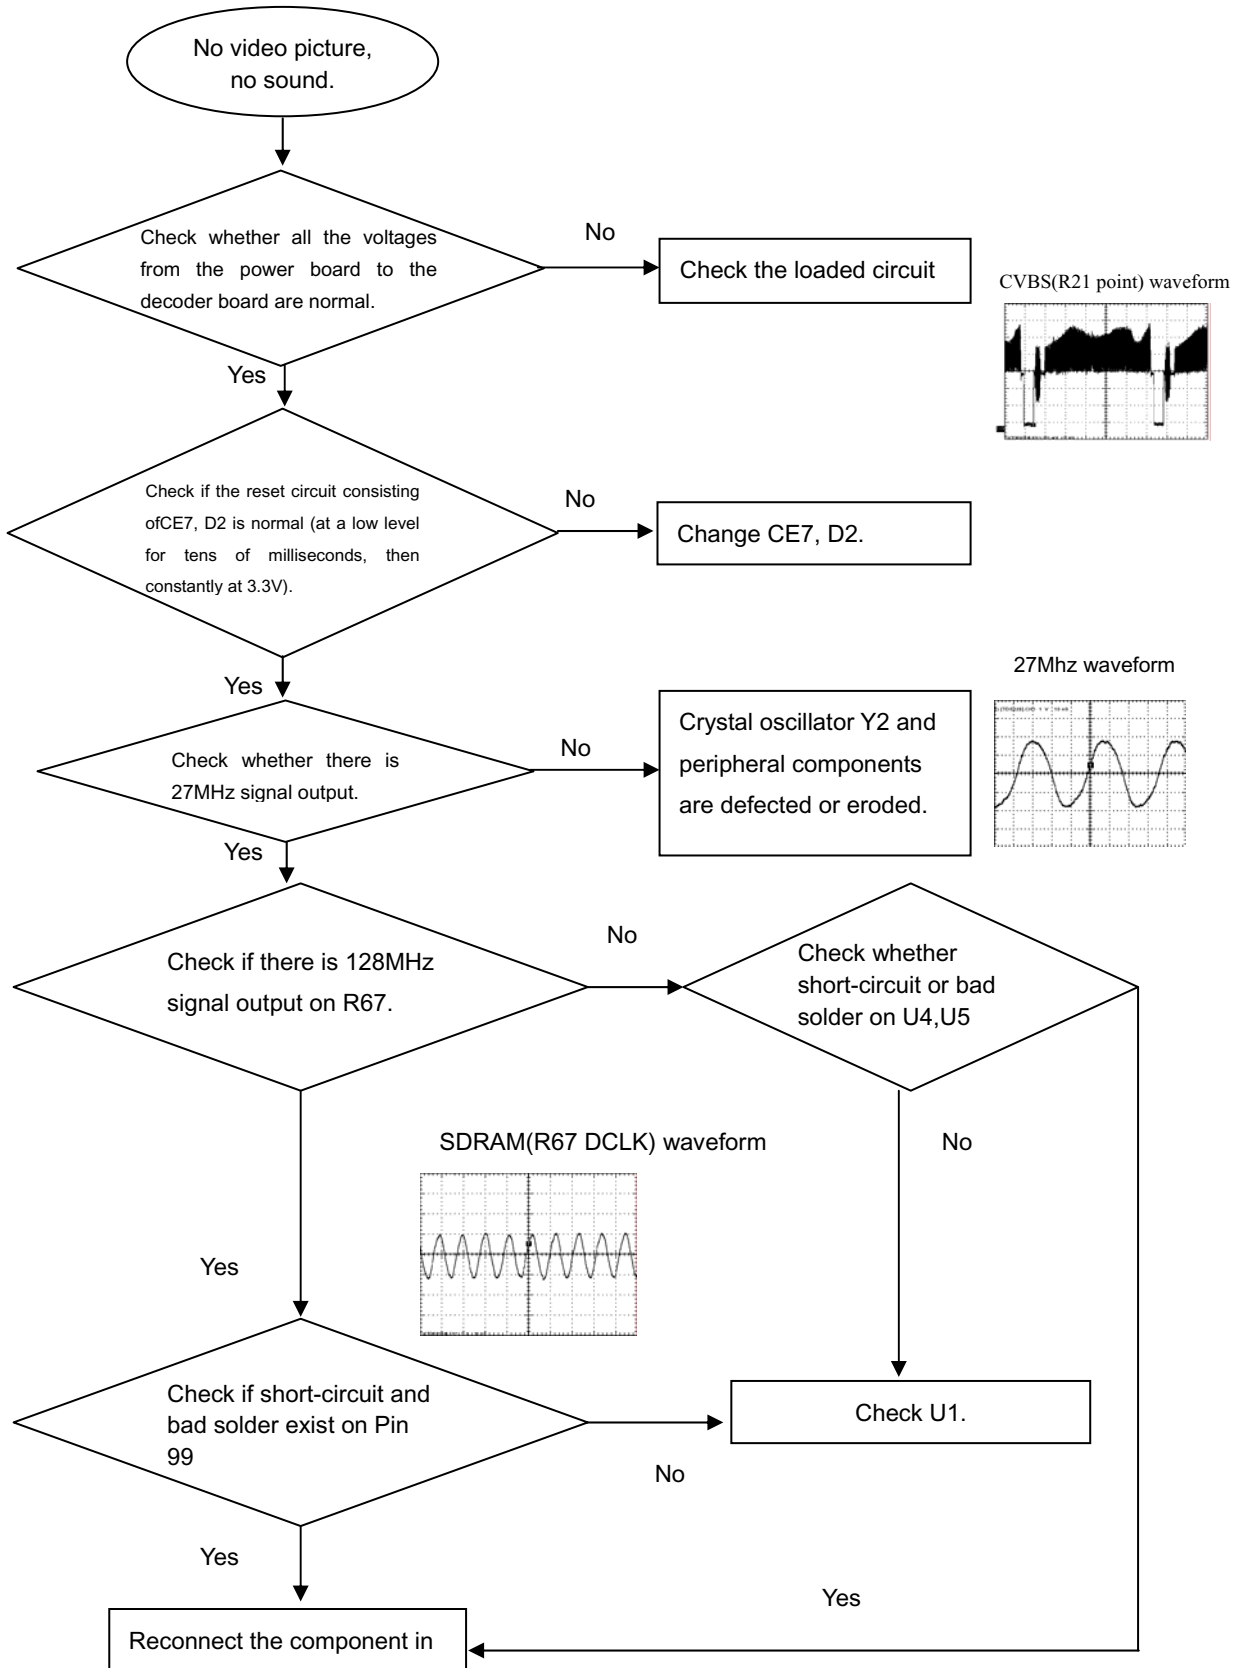 No video picture,
no sound.
Check whether all the voltages
from the power board to the
decoder board are normal.
No
Check the loaded circuit
CVBS(R21 point) waveform
Yes
Check if the reset circuit consisting
ofCE7, D2 is normal (at a low level
for tens of milliseconds, then
constantly at 3.3V).
No
Change CE7, D2.
Yes
27Mhz waveform
Check whether there is
27MHz signal output.
No
Crystal oscillator Y2 and
peripheral components
are defected or eroded.
Yes
Check if there is 128MHz
signal output on R67.
No
Check whether
short-circuit or bad
solder on U4,U5
SDRAM(R67 DCLK) waveform
No
Yes
Check if short-circuit and
bad solder exist on Pin
99
No
Check U1.
Yes
Yes
Reconnect the component in